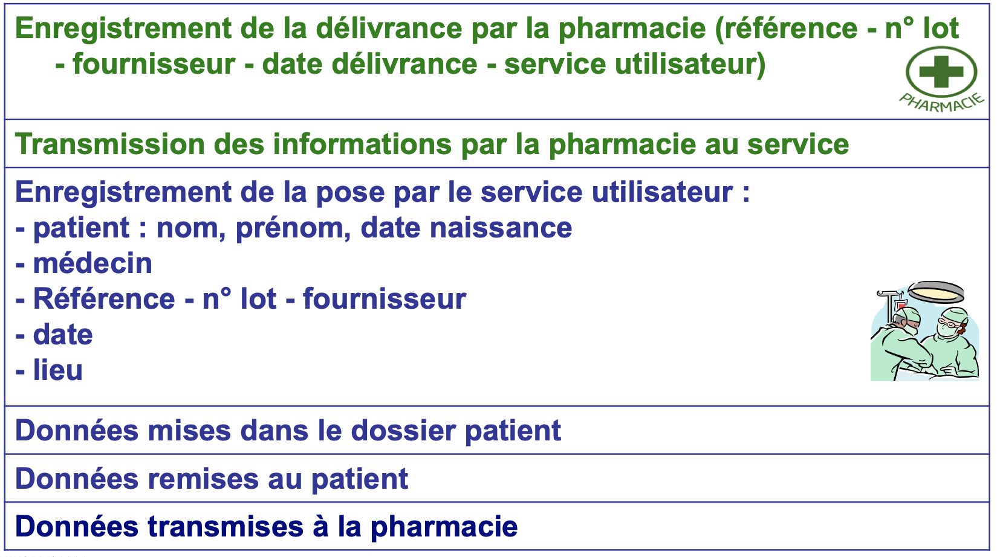 Enregistrement de la délivrance par la pharmacie (référence - n° lot
- fournisseur - date délivrance - service utilisateur)
PHARMACIE
Transmission des informations par la pharmacie au service
Enregistrement de la pose par le service utilisateur :
- patient : nom, prénom, date naissance
- médecin
- Référence - n° lot - fournisseur
- date
- lieu
Données mises dans le dossier patient
Données remises au patient
Données transmises à la pharmacie